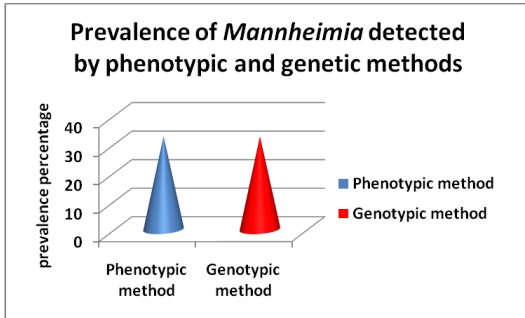 Prevalence of Mannheimia detected
by phenotypic and genetic methods
prevalence percentage
40
30
20
10
0
Phenotypic
method
Genotypic
method
Phenotypic method
Genotypic method